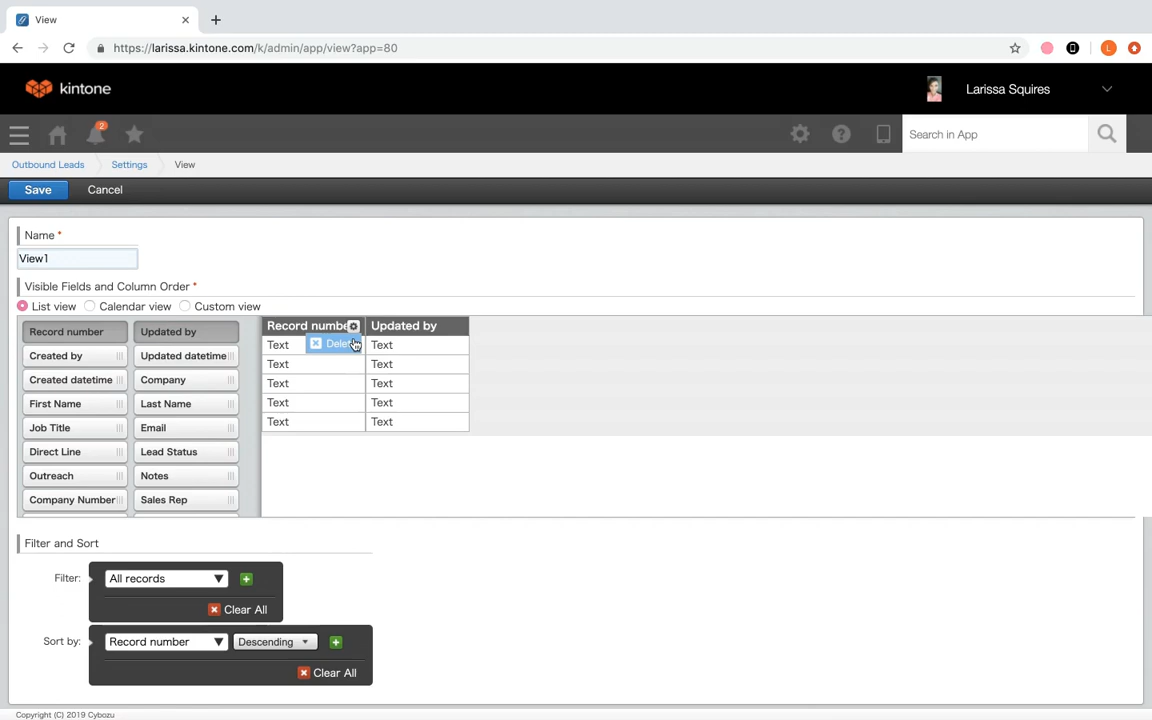 View
https://larissa.kintone.com/k/admin/app/view?app=80
L
kintone
Larissa Squires
2
Search in App
Outbound Leads
Settings
View
Save
Cancel
Name *
View1
Visible Fields and Column Order *
List view
Calendar view
Custom view
Record number
Updated by
Created by
Updated datetime
Created datetime
Company
First Name
Last Name
Job Title
Email
Direct Line
Lead Status
Outreach
Notes
Company Number
Sales Rep
Record numbe
Updated by
Text
Delet
Text
Text
Text
Text
Text
Text
Text
Text
Text
Filter and Sort
Filter:
All records
Clear All
Sort by:
Record number
Descending
Clear All
Copyright (C) 2019 Cybozu